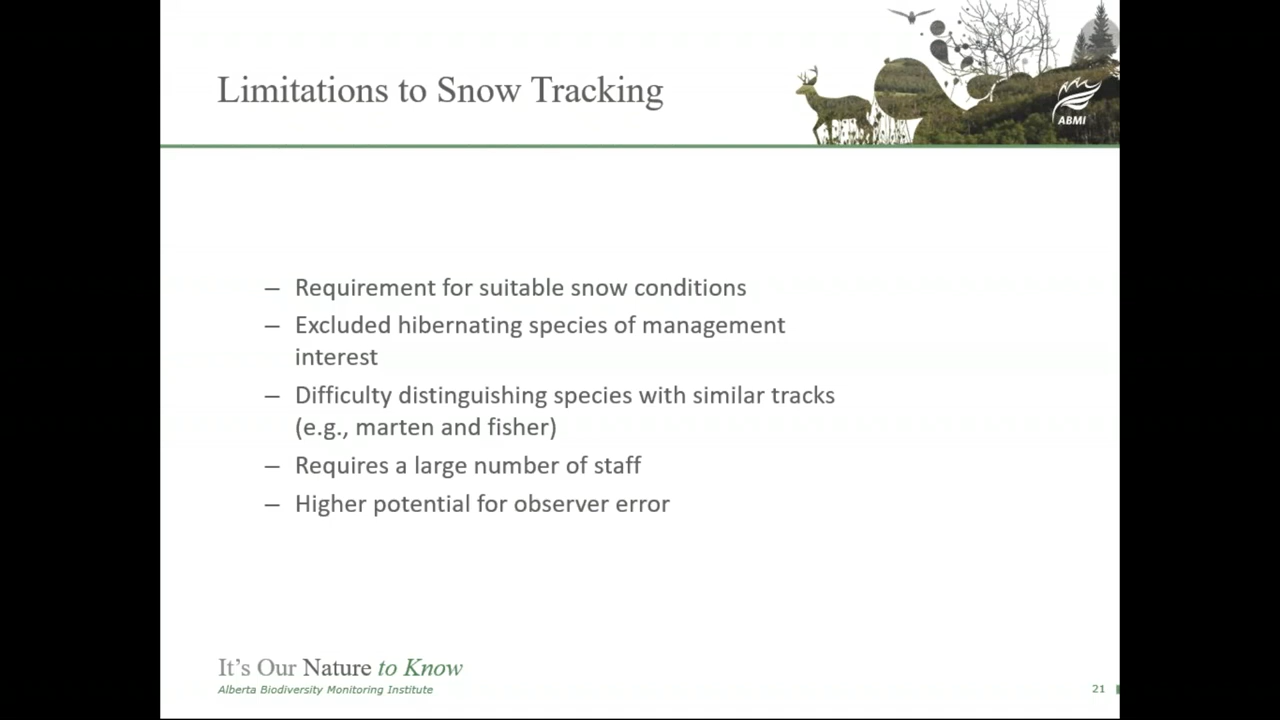 Limitations to Snow Tracking
ABMI
– Requirement for suitable snow conditions
– Excluded hibernating species of management
interest
– Difficulty distinguishing species with similar tracks
(e.g., marten and fisher)
– Requires a large number of staff
– Higher potential for observer error
It's Our Nature to Know
Alberta Biodiversity Monitoring Institute
21